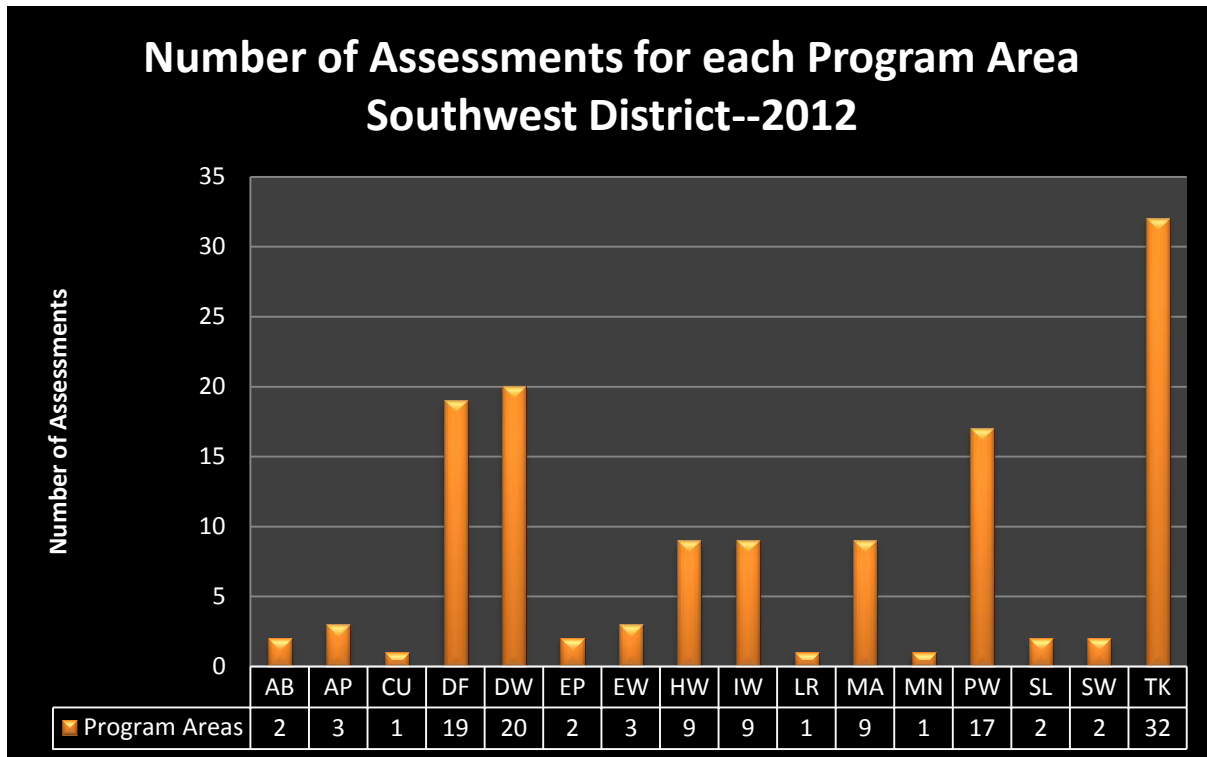 Number of Assessments for each Program Area
Southwest District--2012
Number of Assessments
35
30
25
20
15
10
5
0
AB AP CU DF DW EP EW HW IW LR MA MN PW SL SW TK
Program Areas 2 3 1 19 20 2 3 9 9 1 9 1 17 2 2 32